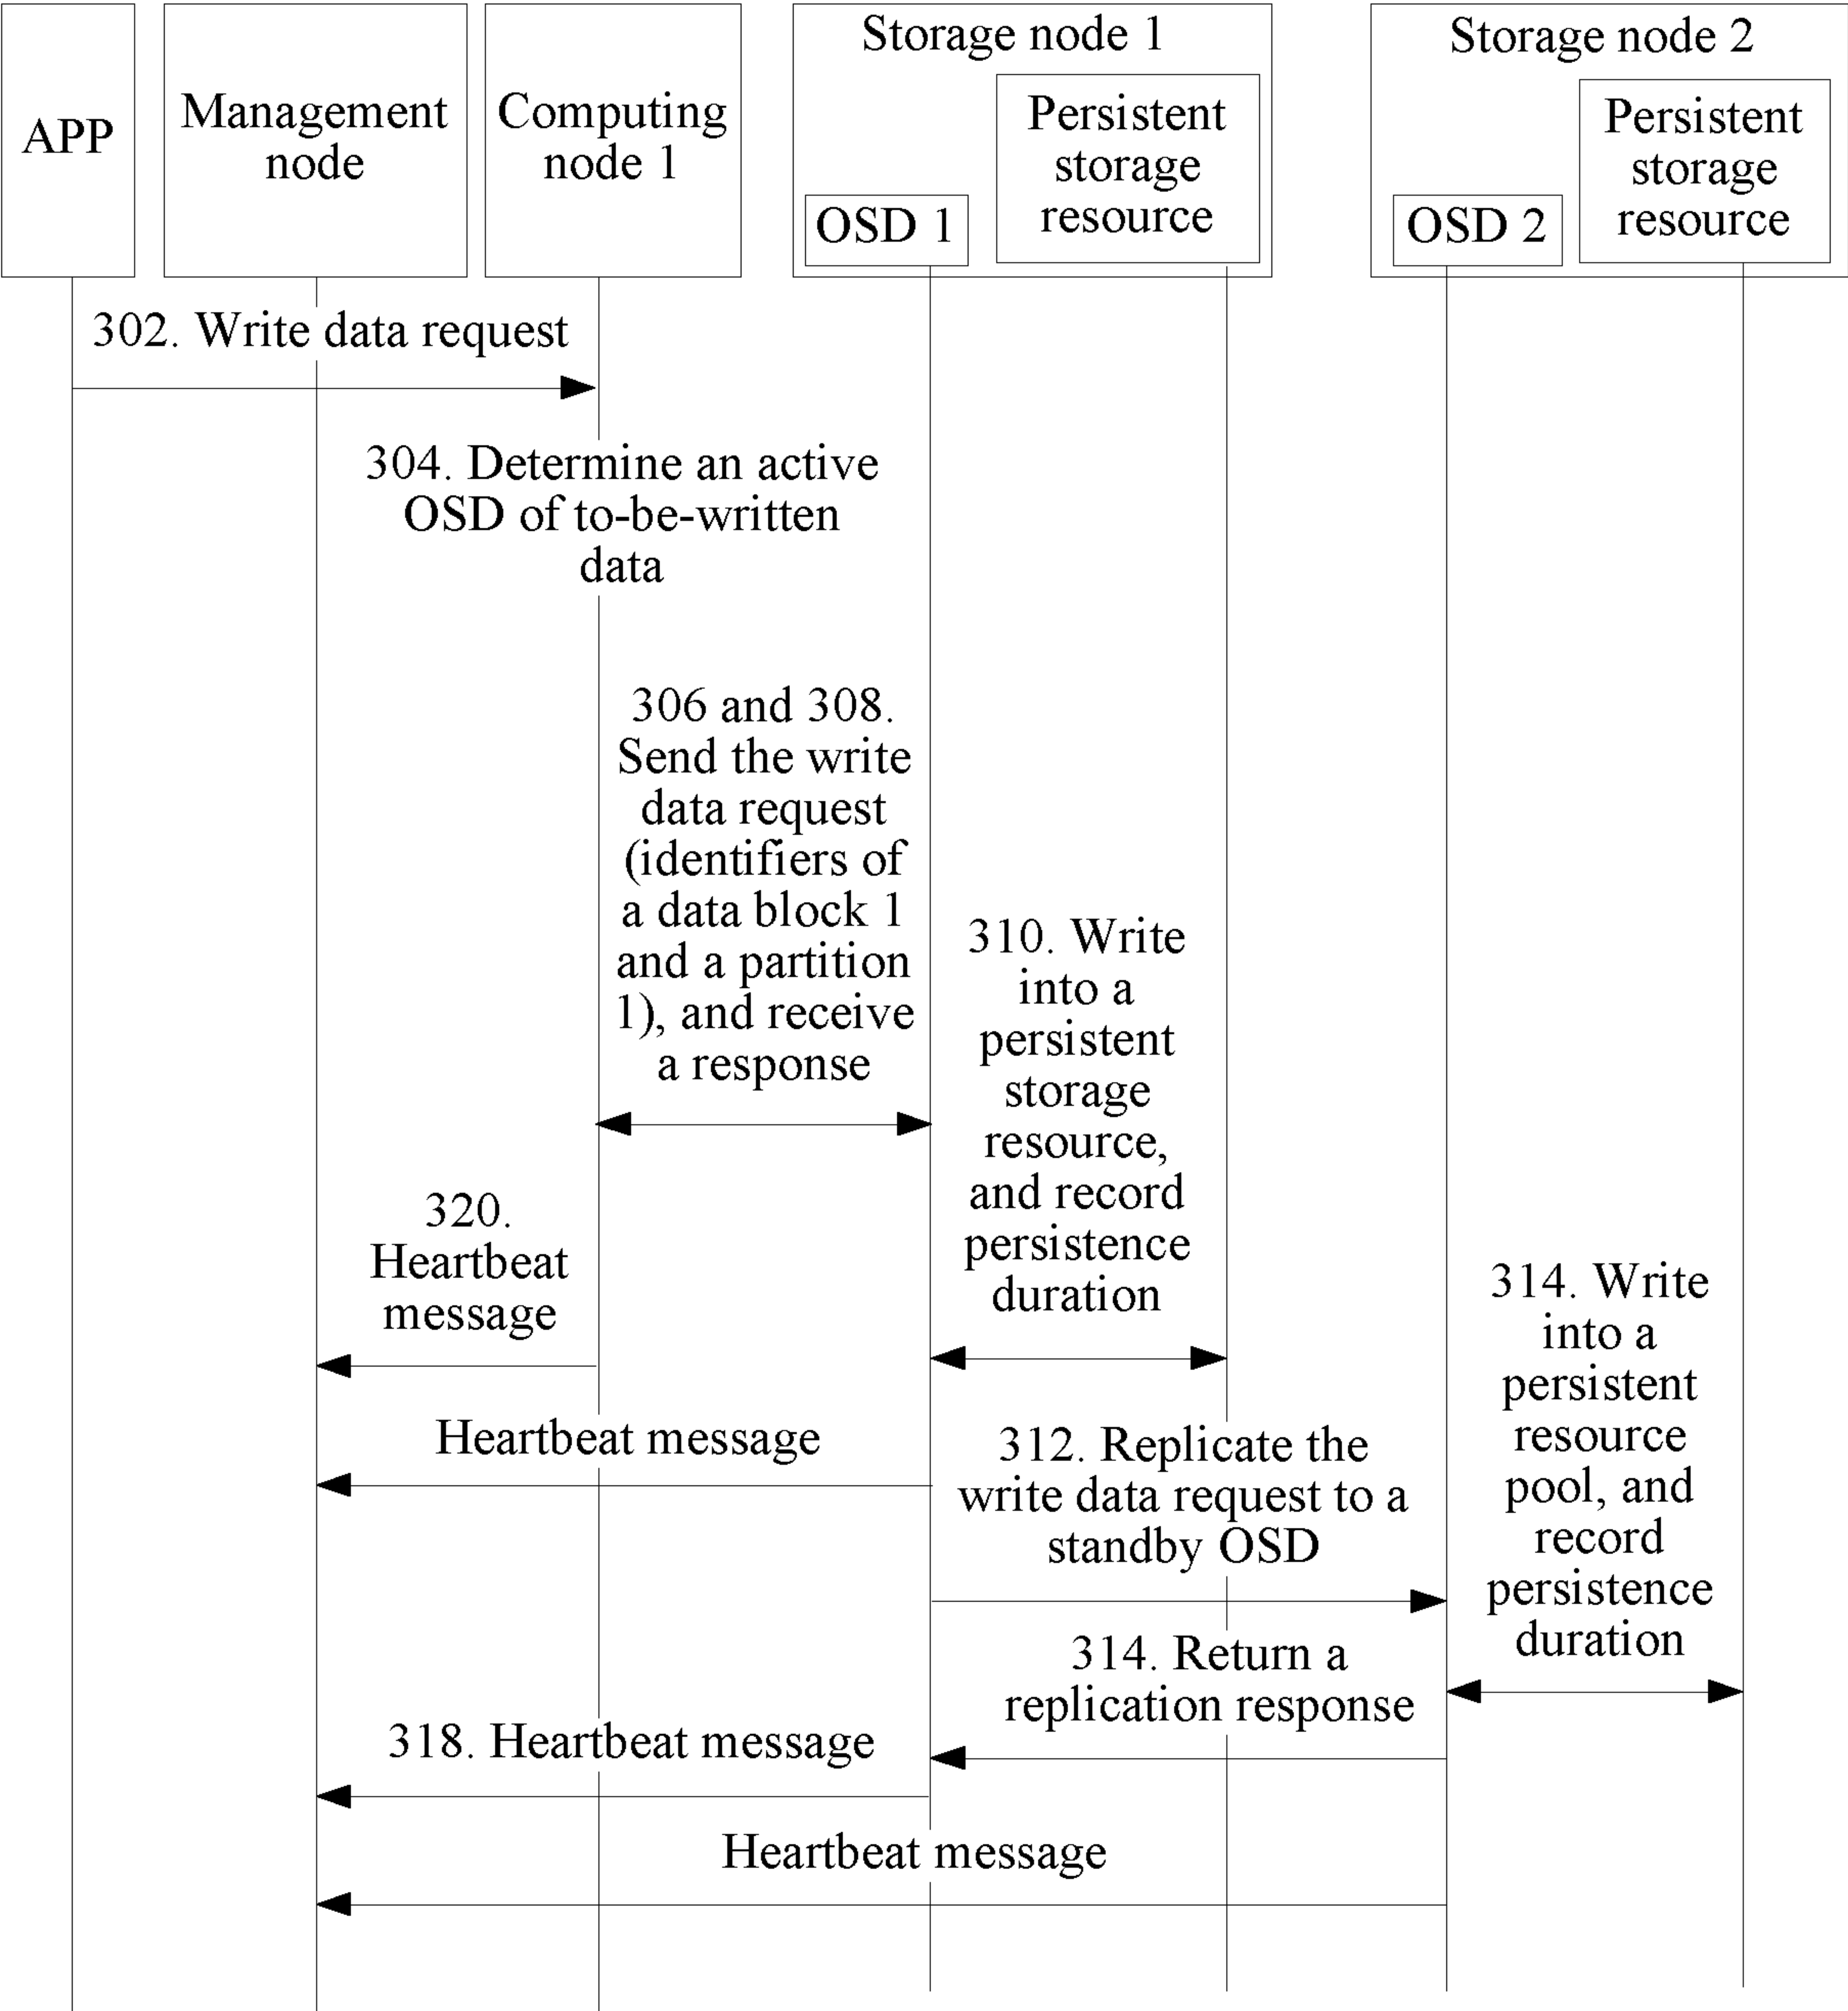 APP
Management
node
Computing
node 1
Storage node 1
OSD 1
Persistent
storage
resource
Storage node 2
OSD 2
Persistent
storage
resource
302. Write data request
304. Determine an active
OSD of to-be-written
data
306 and 308.
Send the write
data request
(identifiers of
a data block 1
and a partition
1), and receive
a response
310. Write
into a
persistent
storage
resource,
and record
persistence
duration
320.
Heartbeat
message
Heartbeat message
312. Replicate the
write data request to a
standby OSD
314. Write
into a
persistent
resource
pool, and
record
persistence
duration
314. Return a
replication response
318. Heartbeat message
Heartbeat message